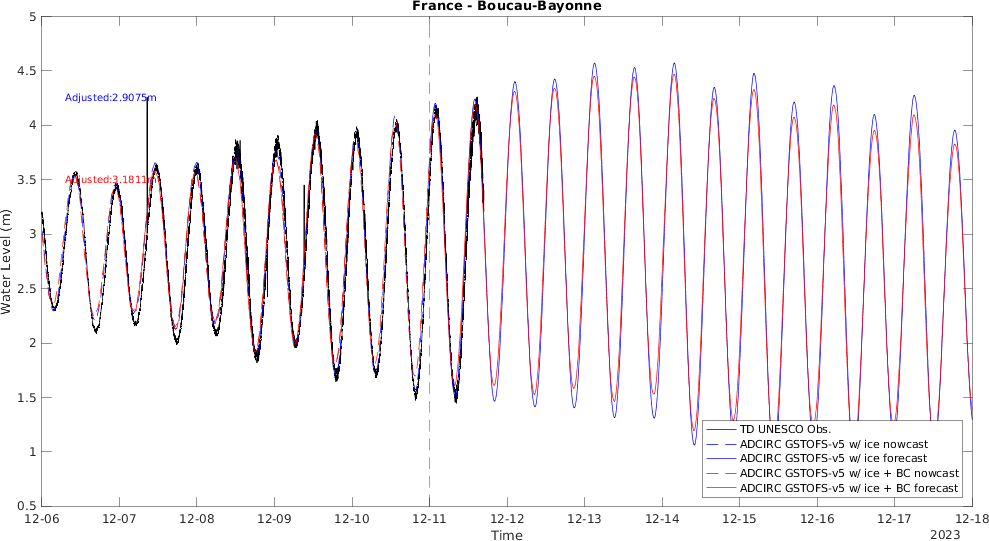 France - Boucau-Bayonne
5
4.5
4
3.5
3
2.5
2
1.5
1
0.5
Water Level (m)
Adjusted:2.9075m
Adjusted:3.1811m
TD UNESCO Obs.
ADCIRC GSTOFS-v5 w/ ice nowcast
ADCIRC GSTOFS-v5 w/ ice forecast
ADCIRC GSTOFS-v5 w/ ice + BC nowcast
ADCIRC GSTOFS-v5 w/ ice + BC forecast
12-06 12-07 12-08 12-09 12-10 12-11 12-12 12-13 12-14 12-15 12-16 12-17 12-18
Time
2023